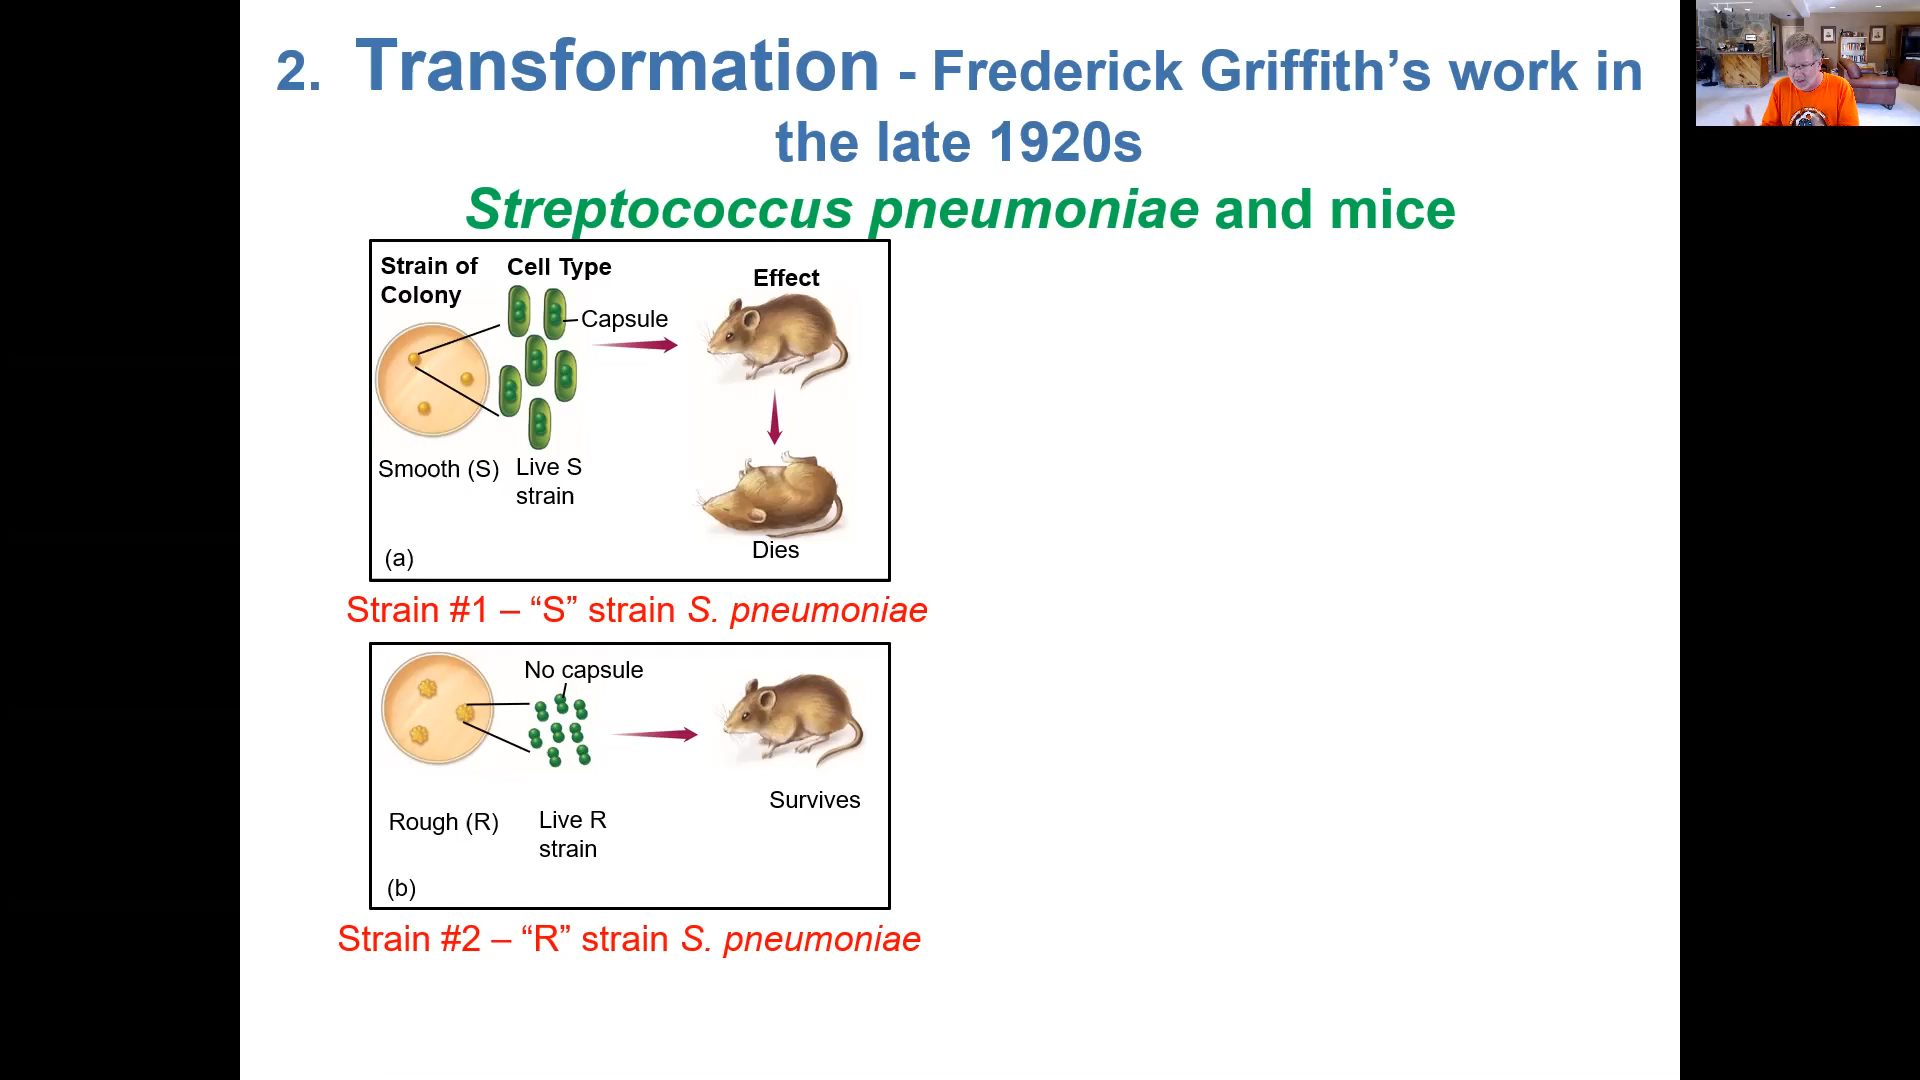 2. Transformation - Frederick Griffith’s work in
the late 1920s
Streptococcus pneumoniae and mice
Strain of
Colony
Cell Type
Effect
Capsule
Smooth (S)
Live S
strain
Dies
(a)
Strain #1 – “S” strain S. pneumoniae
No capsule
Survives
Rough (R)
Live R
strain
(b)
Strain #2 – “R” strain S. pneumoniae